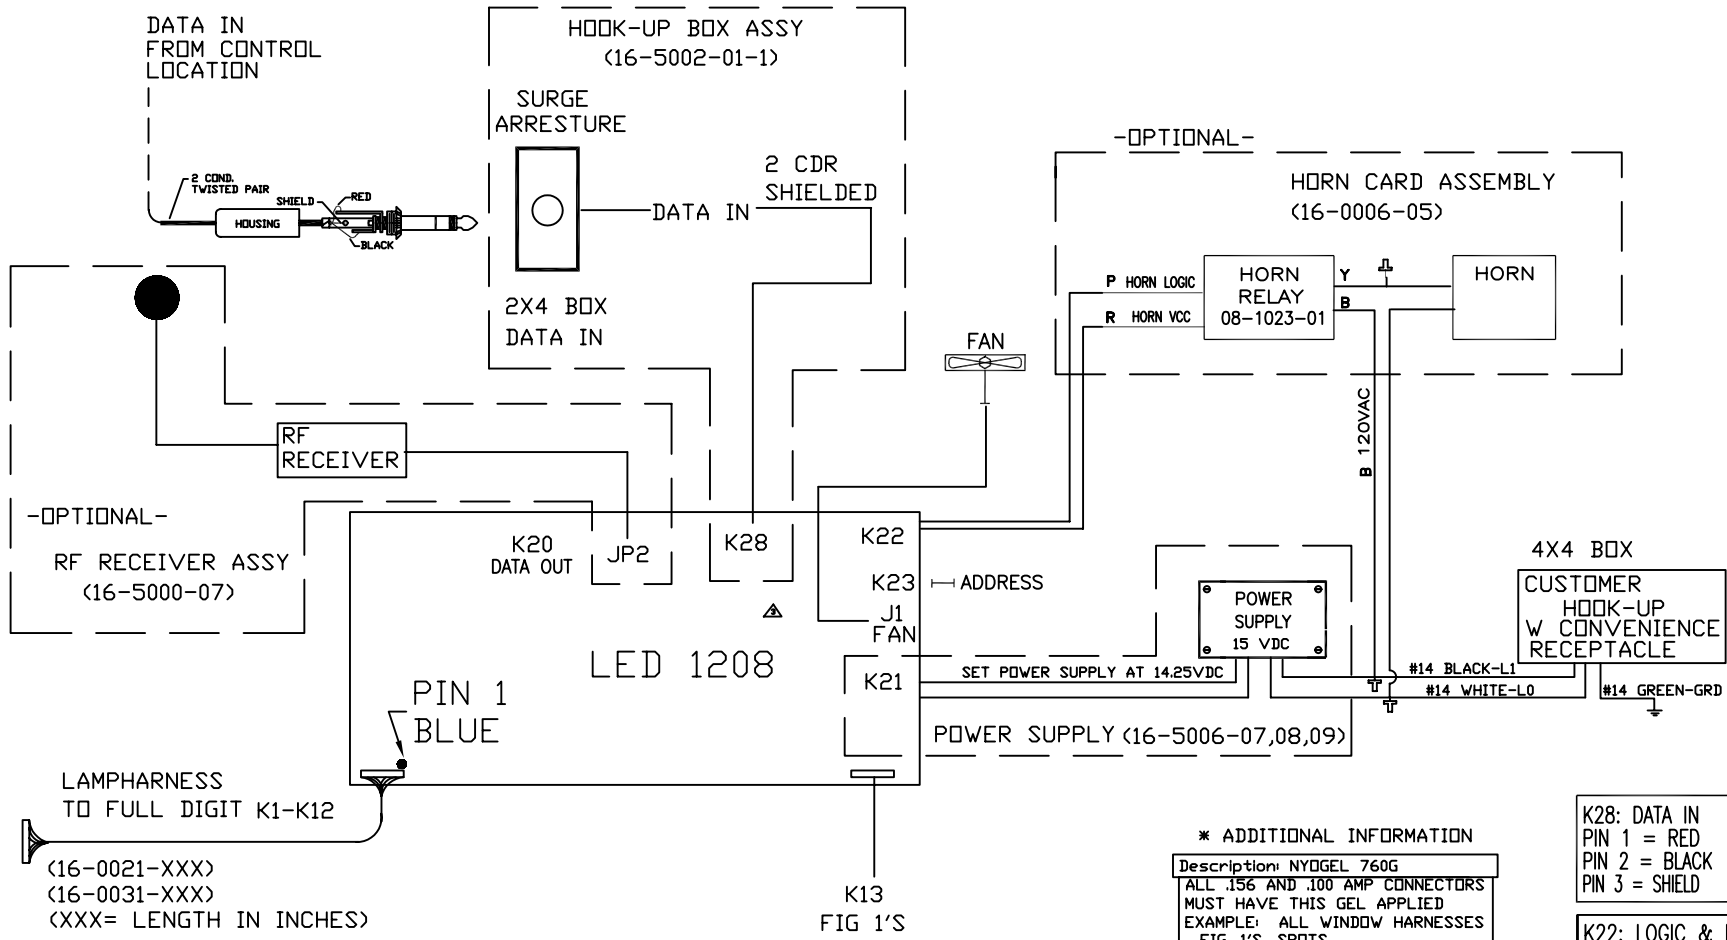 DATA IN
FROM CONTROL
LOCATION
2 COND.
TWISTED PAIR
SHIELD
RED
HOUSING
BLACK
HOOK-UP BOX ASSY
(16-5002-01-1)
SURGE
ARRESTURE
2 CDR
SHIELDED
DATA IN
2X4 BOX
DATA IN
-OPTIONAL-
HORN CARD ASSEMBLY
(16-0006-05)
P HORN LOGIC
R HORN VCC
HORN
RELAY
08-1023-01
Y
B
HORN
FAN
B 120VAC
RF
RECEIVER
-OPTIONAL-
RF RECEIVER ASSY
(16-5000-07)
K20
DATA OUT
JP2
K28
K22
K23
ADDRESS
J1
FAN
3
LED 1208
K21
SET POWER SUPPLY AT 14.25VDC
POWER
SUPPLY
15 VDC
POWER SUPPLY (16-5006-07,08,09)
4X4 BOX
CUSTOMER
HOOK-UP
W CONVENIENCE
RECEPTACLE
#14 BLACK-L1
#14 WHITE-L0
#14 GREEN-GRD
PIN 1
BLUE
LAMPHARNESS
TO FULL DIGIT K1-K12
(16-0021-XXX)
(16-0031-XXX)
(XXX= LENGTH IN INCHES)
K13
FIG 1'S
* ADDITIONAL INFORMATION
Description: NYOGEL 760G
ALL .156 AND .100 AMP CONNECTORS
MUST HAVE THIS GEL APPLIED
EXAMPLE: ALL WINDOW HARNESSES
FIG 1'S, SPOTS
K28: DATA IN
PIN 1 = RED
PIN 2 = BLACK
PIN 3 = SHIELD
K22: LOGIC &